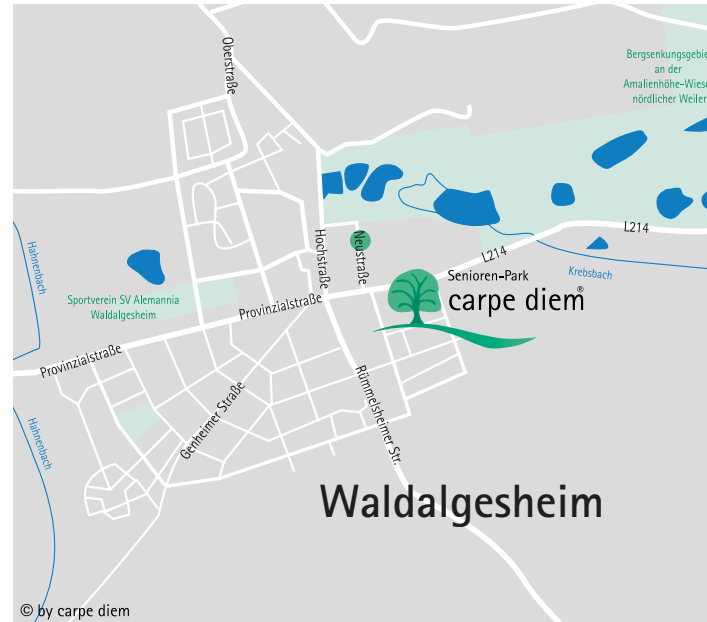 Oberstraße
Bergsenkungsgebie
an der
Amalienhöhe-Wiese
nördlicher Weiler
Hahnenbach
Hochstraße
Neustraße
L214
L214
Krebsbach
Senioren-Park
carpe diem®
Sportverein SV Alemannia
Waldalgesheim
Provinzialstraße
Provinzialstraße
Genheimer Straße
Rümmelsheimer Str.
Hahnenbach
Waldalgesheim
© by carpe diem